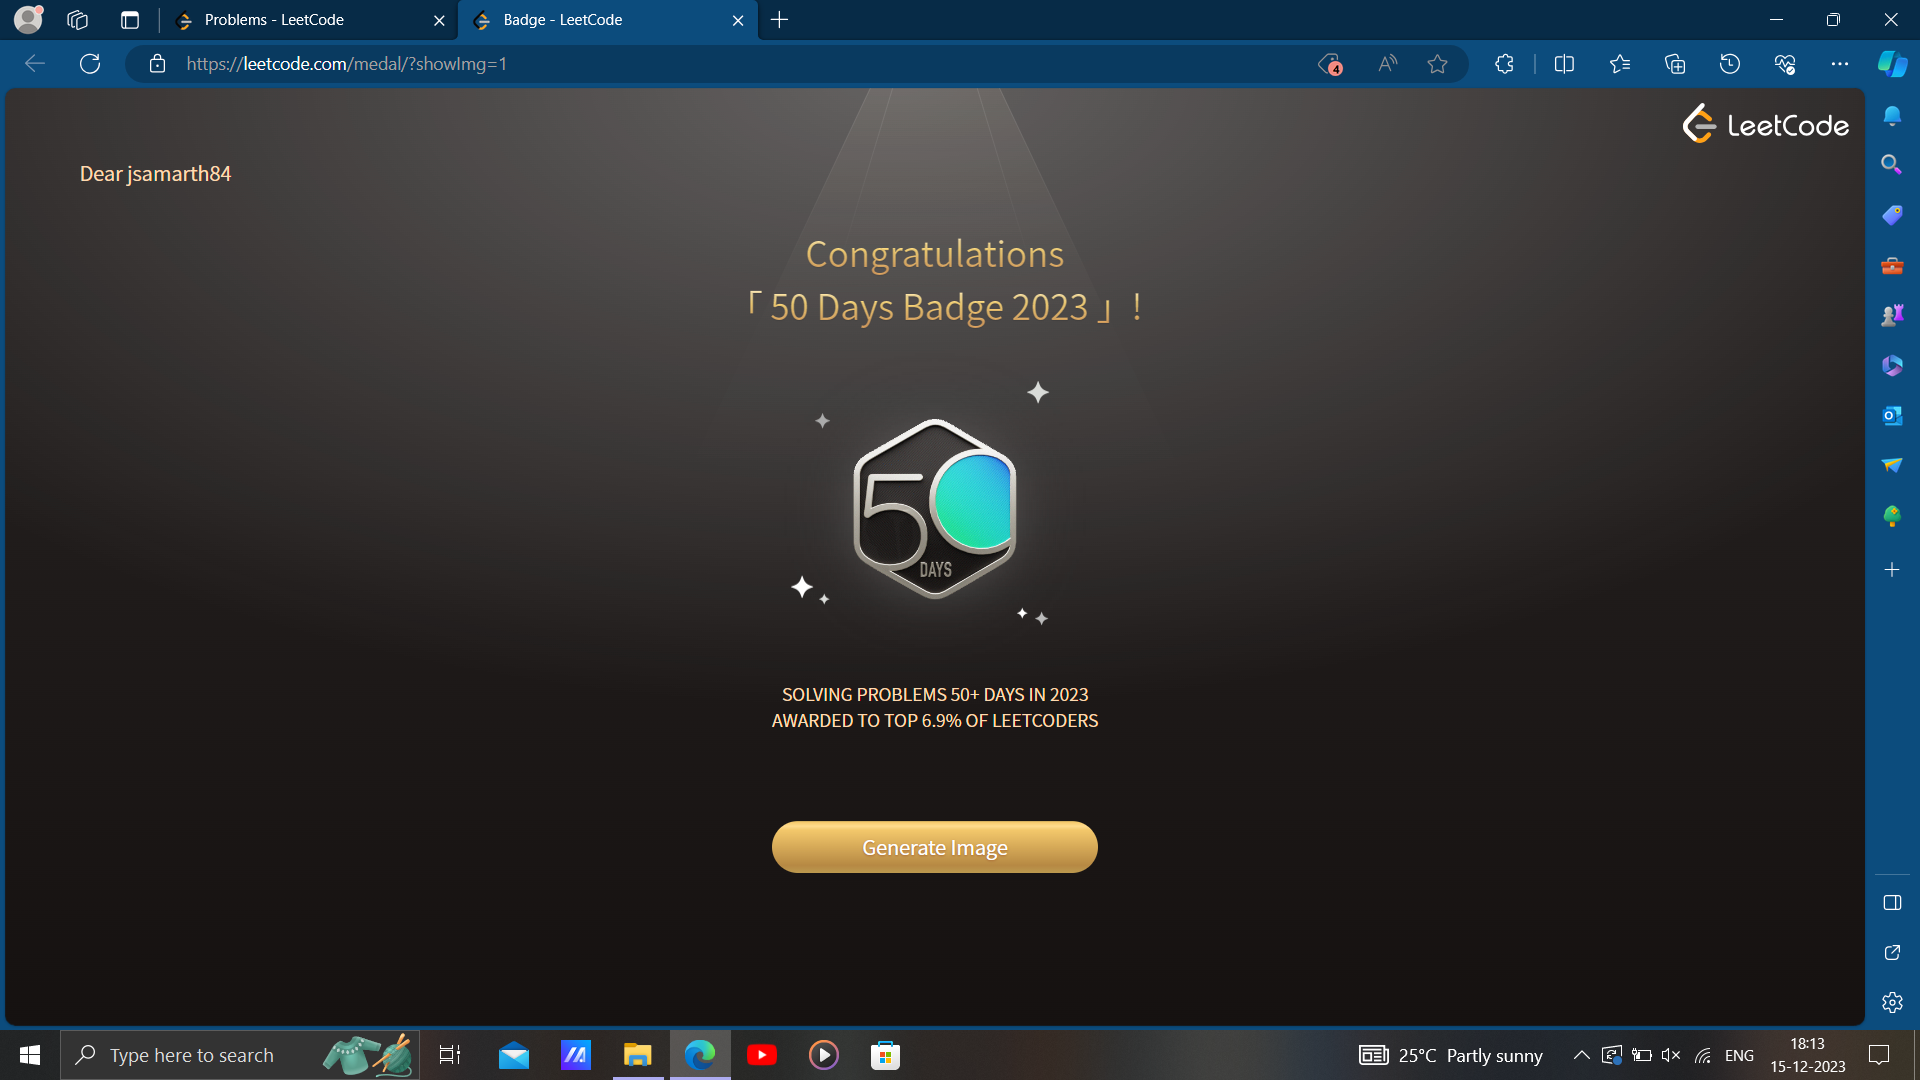 Problems - LeetCode
Badge - LeetCode
https://leetcode.com/medal/?showImg=1
4
LeetCode
Dear jsamarth84
Congratulations
「 50 Days Badge 2023 」!
50
DAYS
SOLVING PROBLEMS 50+ DAYS IN 2023
AWARDED TO TOP 6.9% OF LEETCODERS
Generate Image
Type here to search
25°C Partly sunny
ENG
18:13
15-12-2023